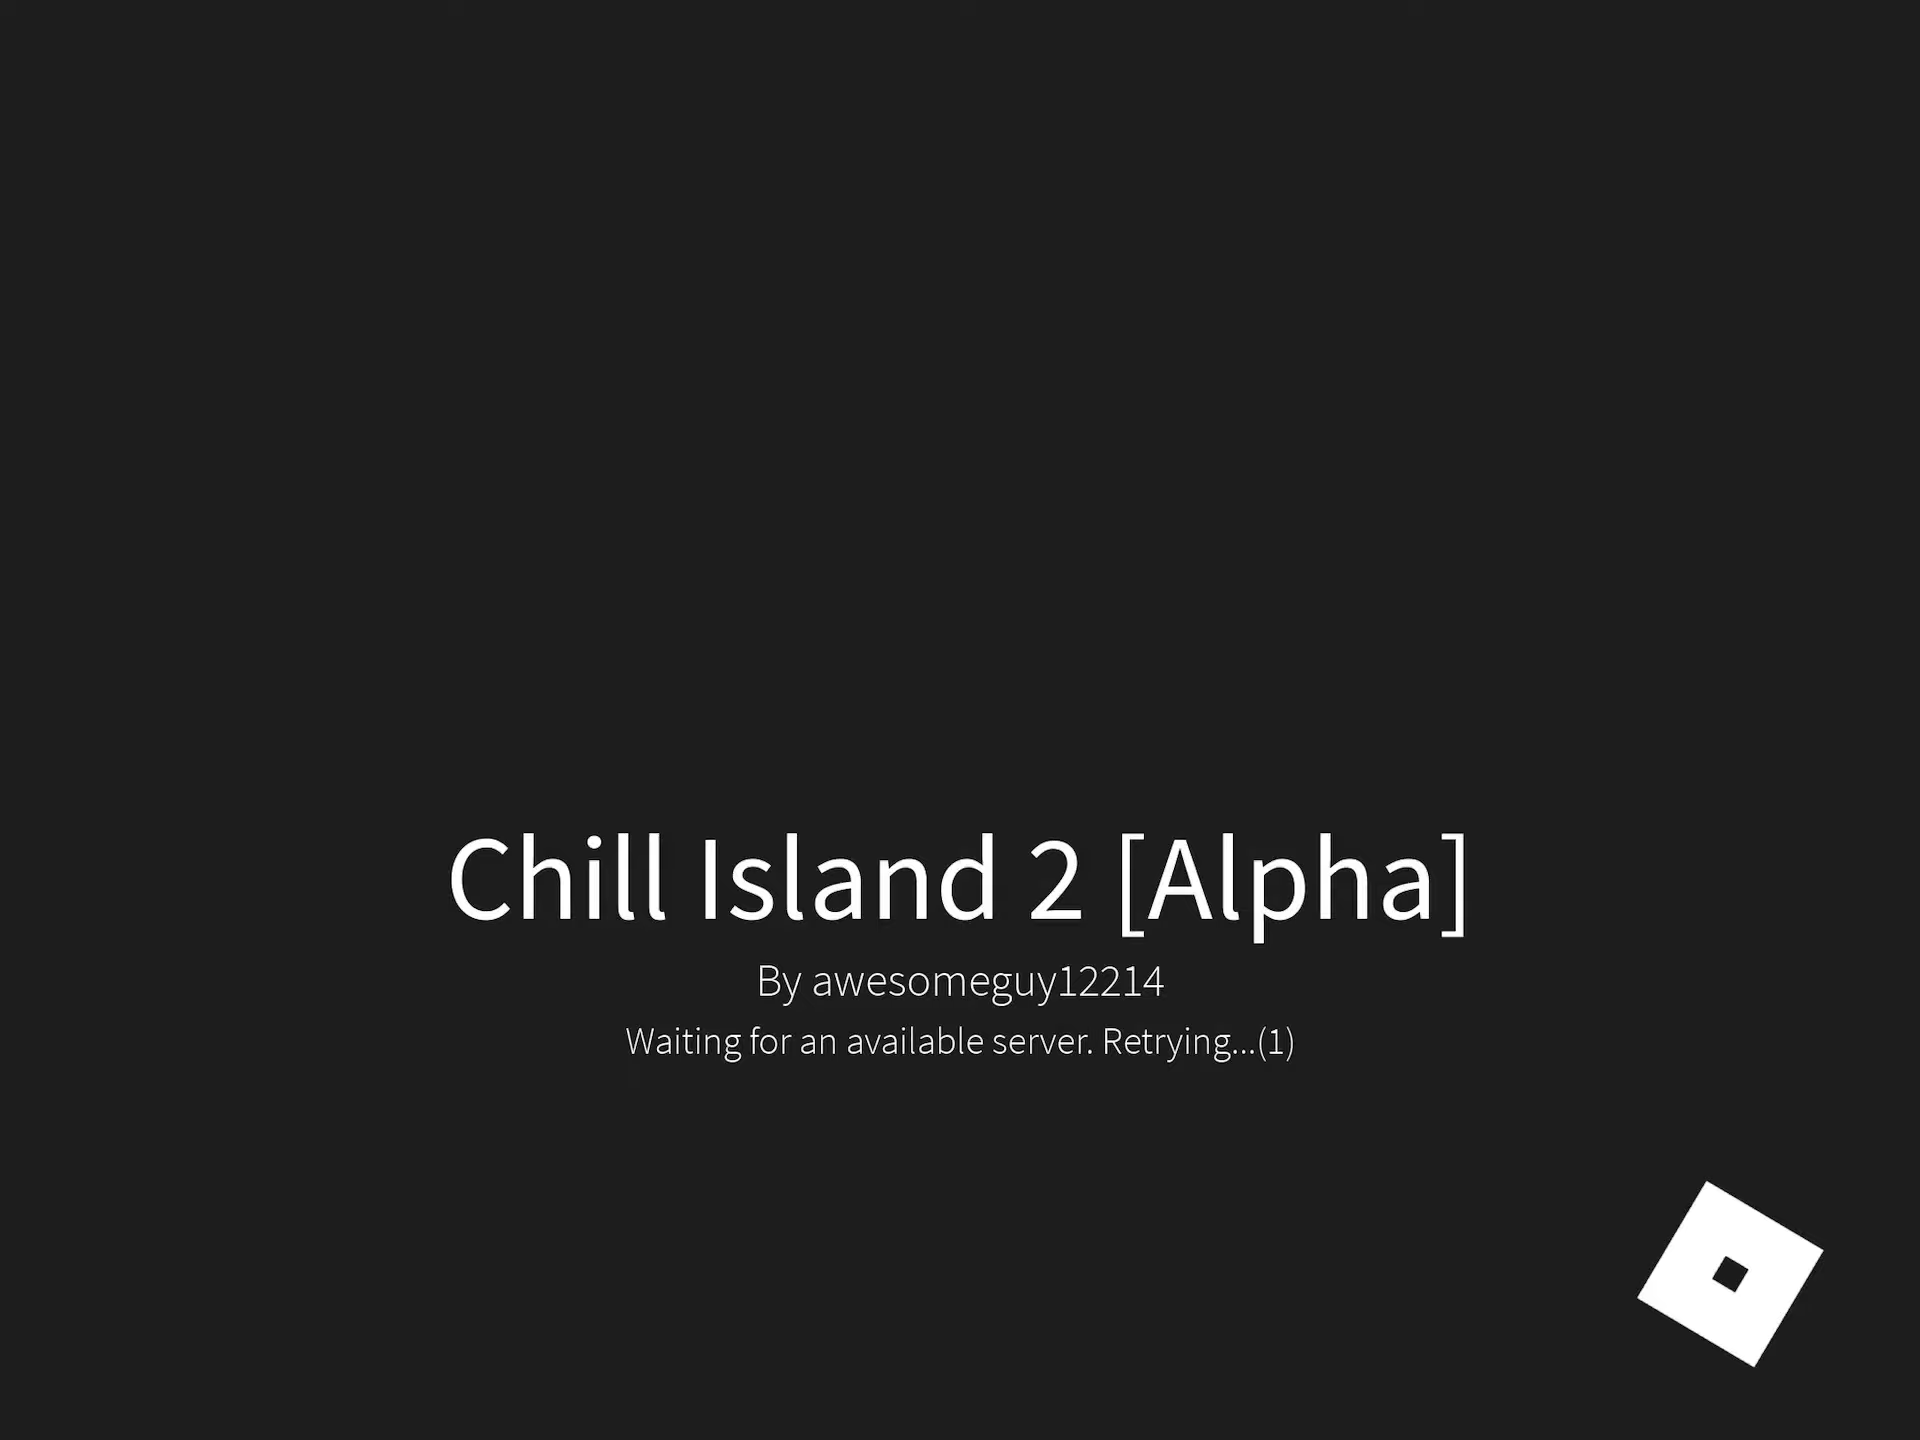 Chill Island 2 [Alpha]
By awesomeguy12214
Waiting for an available server. Retrying...(1)